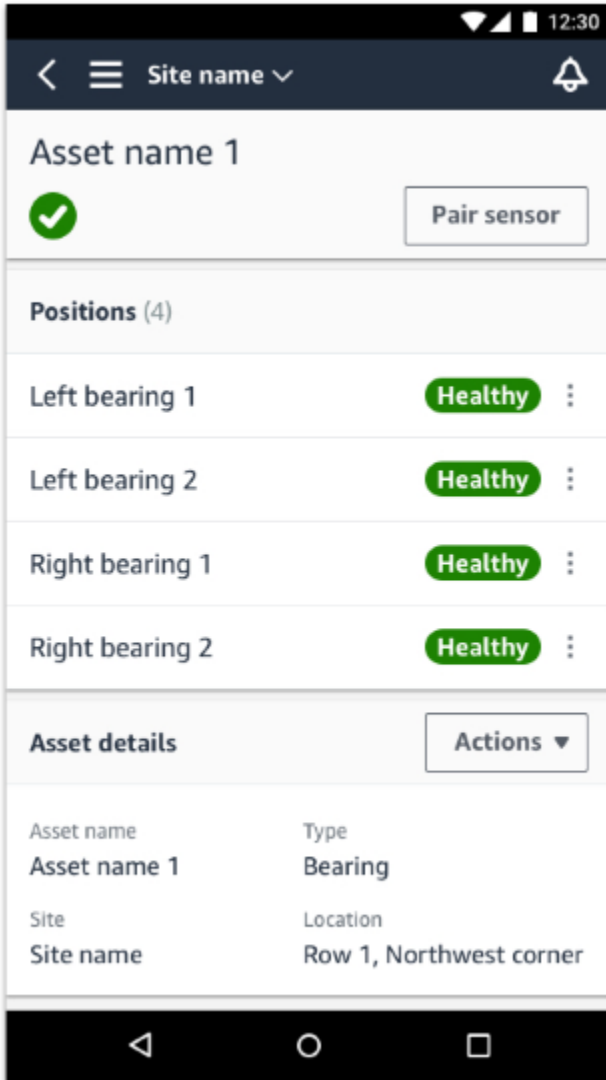 12:30
Site name
Asset name 1
Pair sensor
Positions (4)
Left bearing 1 Healthy
Left bearing 2 Healthy
Right bearing 1 Healthy
Right bearing 2 Healthy
Asset details Actions
Asset name Type
Asset name 1 Bearing
Site Location
Site name Row 1, Northwest corner